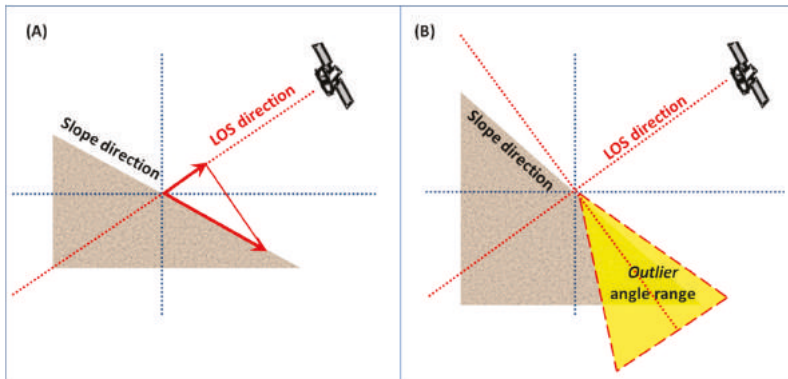 (A)
Slope direction
LOS direction
(B)
Slope direction
LOS direction
Outlier
angle range